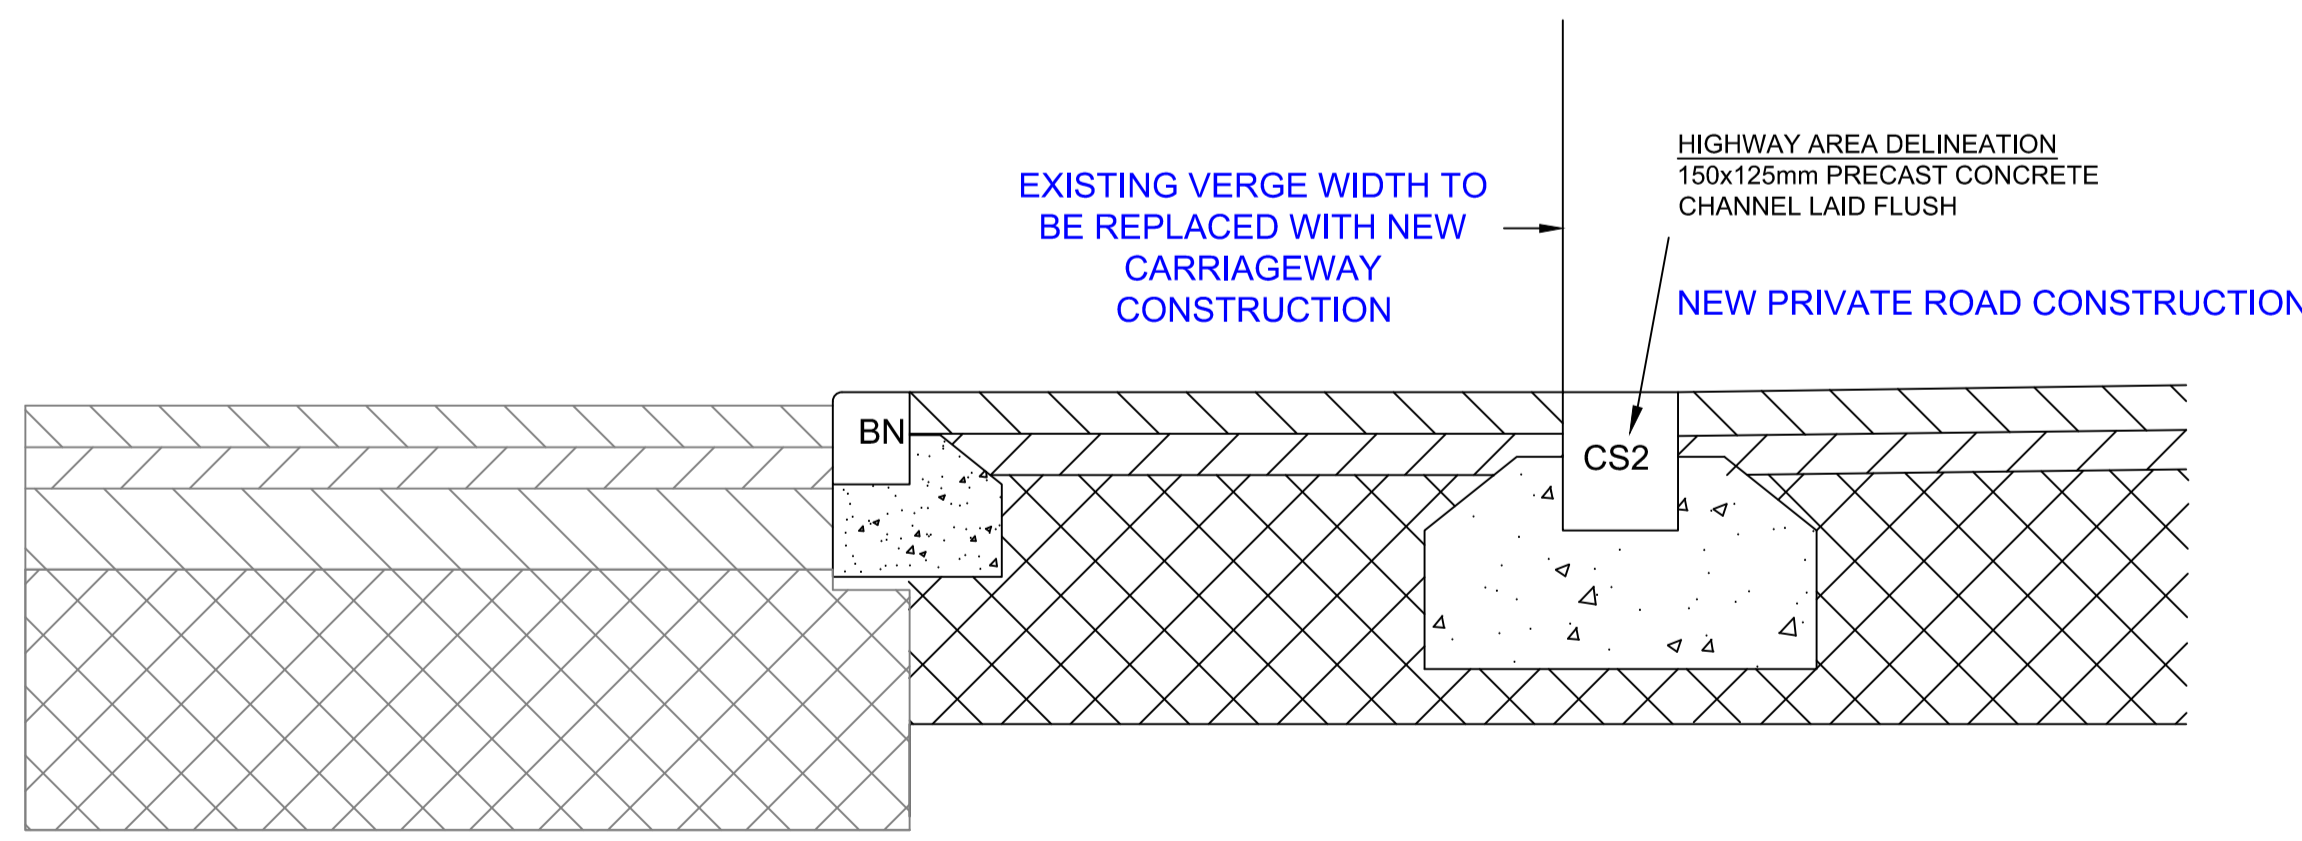 EXISTING VERGE WIDTH TO
BE REPLACED WITH NEW
CARRIAGEWAY
CONSTRUCTION
HIGHWAY AREA DELINEATION
150x125mm PRECAST CONCRETE
CHANNEL LAID FLUSH
NEW PRIVATE ROAD CONSTRUCTION
BN
CS2